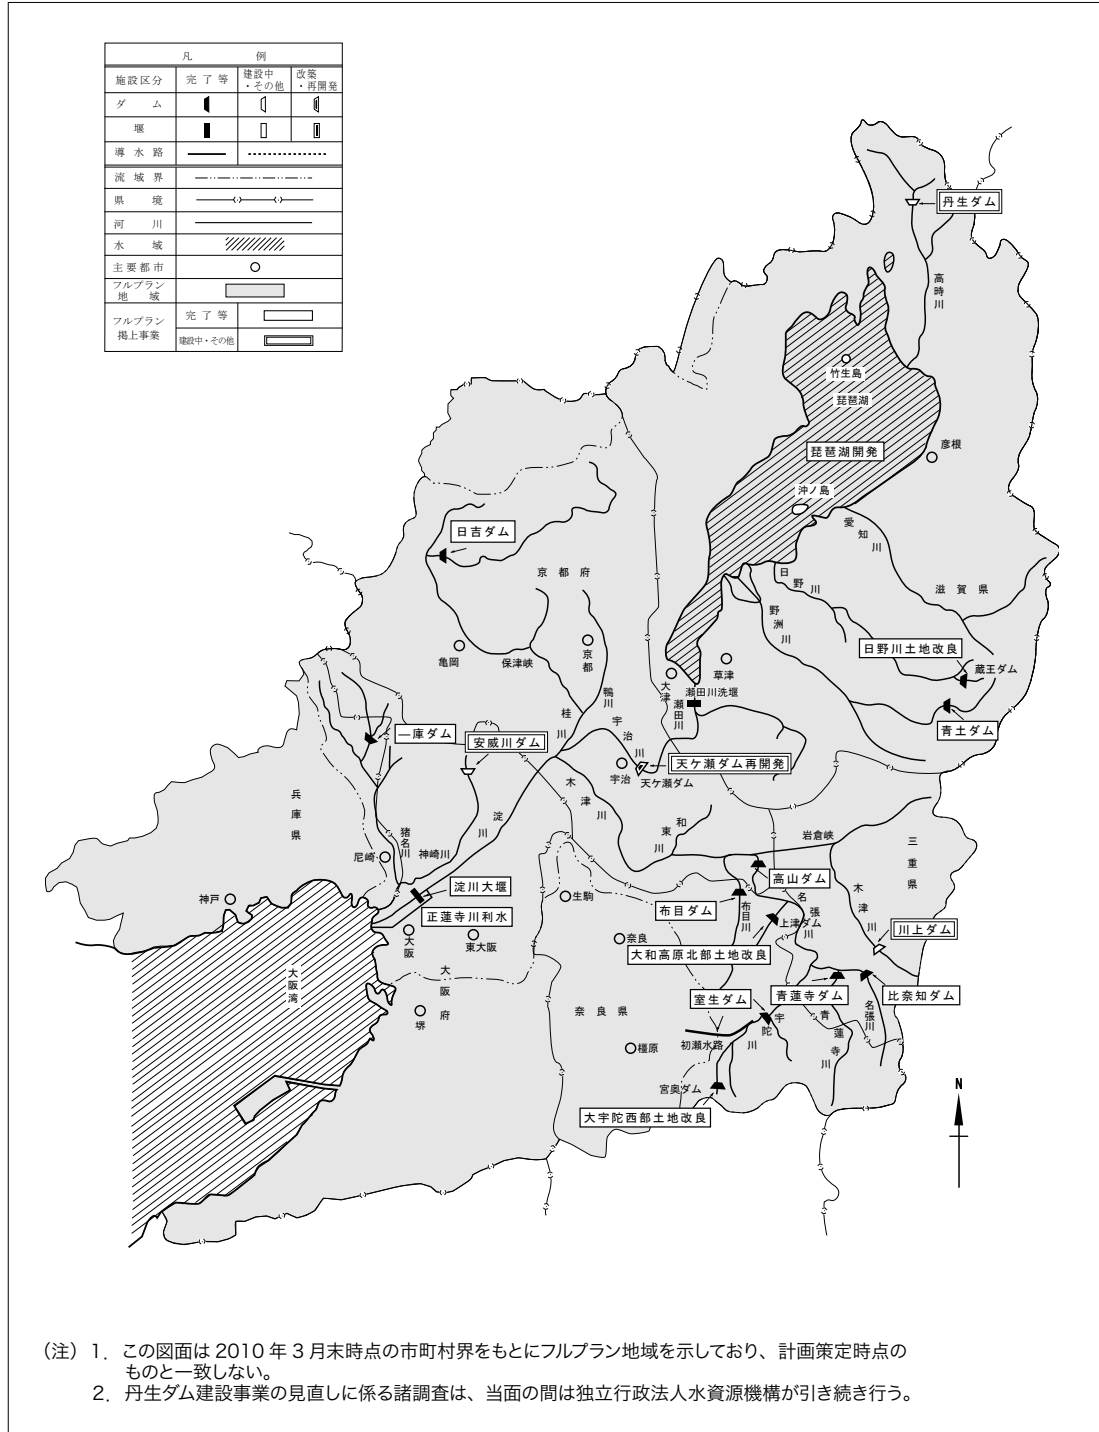 凡例
施設区分 完了等 建設中・その他 改築・再開発
ダム
堰
導水路
流域界
県境
河川
水域
主要都市
フルプラン地域
フルプラン掲上事業 完了等
建設中・その他
丹生ダム
高時川
竹生島
琵琶湖
琵琶湖開発
彦根
沖ノ島
愛知川
日吉ダム
京都府
日野川
滋賀県
野洲川
日野川土地改良
蔵王ダム
亀岡
保津峡
京都
大津
草津
瀬田川洗堰
瀬田川
鴨川
桂川
宇治川
青土ダム
一庫ダム
安威川ダム
宇治
天ケ瀬ダム再開発
天ケ瀬ダム
兵庫県
木津川
淀川
猪名川
神崎川
尼崎
和束川
岩倉峡
三重県
高山ダム
木津川
神戸
淀川大堰
正蓮寺川利水
生駒
布目ダム
布目川
名張川
上津ダム
川上ダム
大阪
東大阪
奈良
大和高原北部土地改良
大阪湾
大阪府
堺
奈良県
室生ダム
青蓮寺ダム
比奈知ダム
名張川
青蓮寺川
宇陀川
初瀬水路
橿原
宮奥ダム
大宇陀西部土地改良
N
(注) 1. この図面は 2010 年 3 月末時点の市町村界をもとにフルプラン地域を示しており、計画策定時点の
ものと一致しない。
2. 丹生ダム建設事業の見直しに係る諸調査は、当面の間は独立行政法人水資源機構が引き続き行う。